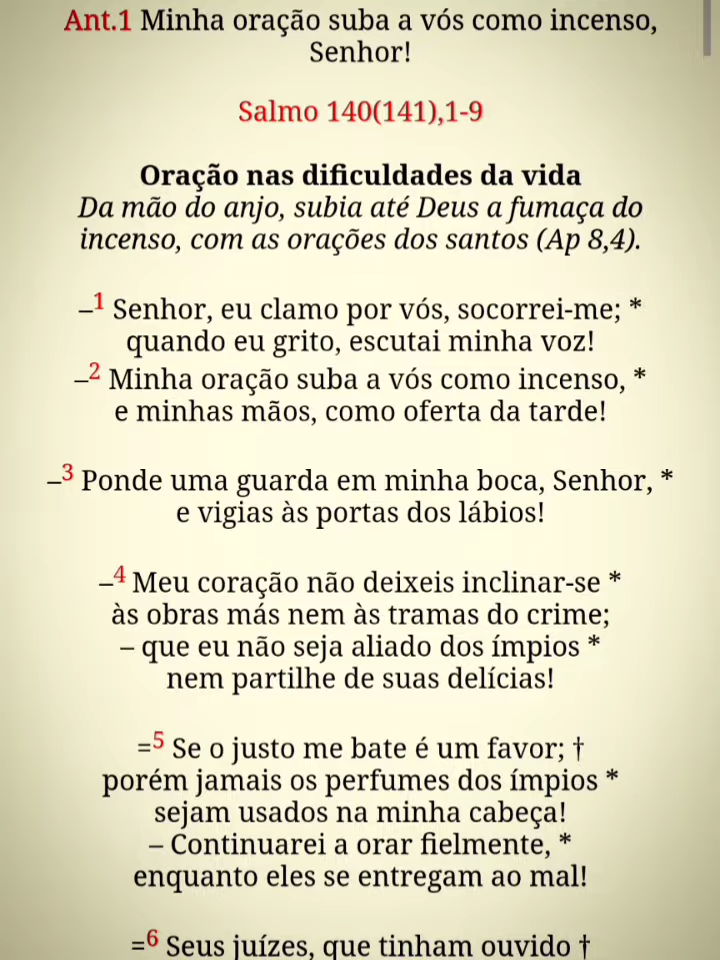 Ant.1 Minha oração suba a vós como incenso,
Senhor!
Salmo 140(141),1-9
Oração nas dificuldades da vida
Da mão do anjo, subia até Deus a fumaça do
incenso, com as orações dos santos (Ap 8,4).
–1 Senhor, eu clamo por vós, socorrei-me; *
quando eu grito, escutai minha voz!
–2 Minha oração suba a vós como incenso, *
e minhas mãos, como oferta da tarde!
–3 Ponde uma guarda em minha boca, Senhor, *
e vigias às portas dos lábios!
–4 Meu coração não deixeis inclinar-se *
às obras más nem às tramas do crime;
– que eu não seja aliado dos ímpios *
nem partilhe de suas delícias!
=5 Se o justo me bate é um favor; †
porém jamais os perfumes dos ímpios *
sejam usados na minha cabeça!
– Continuarei a orar fielmente, *
enquanto eles se entregam ao mal!
=6 Seus juízes, que tinham ouvido †